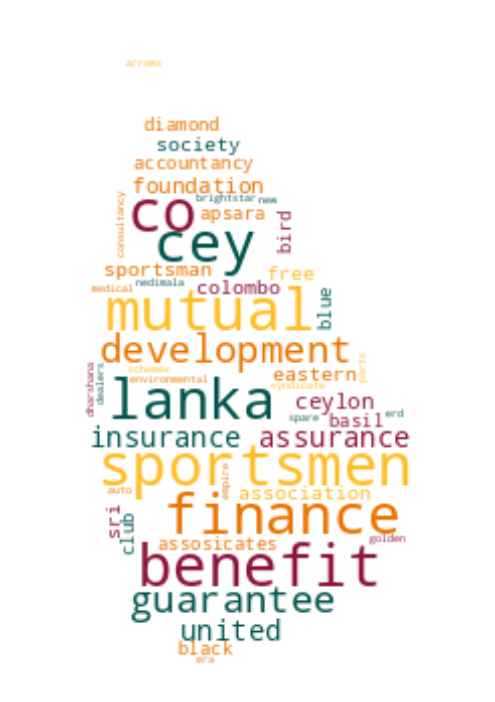 arrows
diamond
society
accountancy
foundation
brightstar new
consultancy
co apsara bird
cey
sportsman free
medical nedimala colombo blue
mutual
development
schemes eastern parts
environmental syndicate
dharshana dealers lanka ceylon
spare basil erd
insurance assurance
sportsmen
auto empire association
sri club finance
assosicates golden
benefit
guarantee
united
black
era